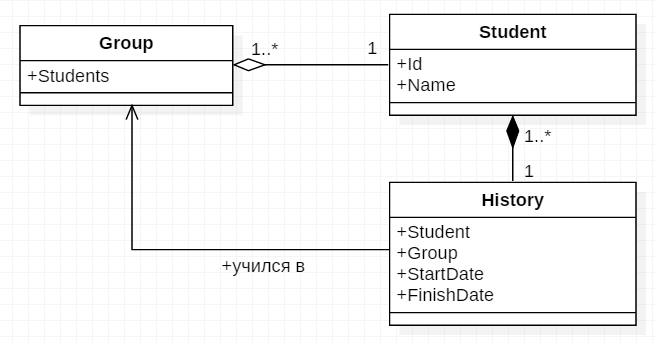 Group
+Students
1..*
1
Student
+Id
+Name
1..*
1
History
+Student
+Group
+StartDate
+FinishDate
+учился в